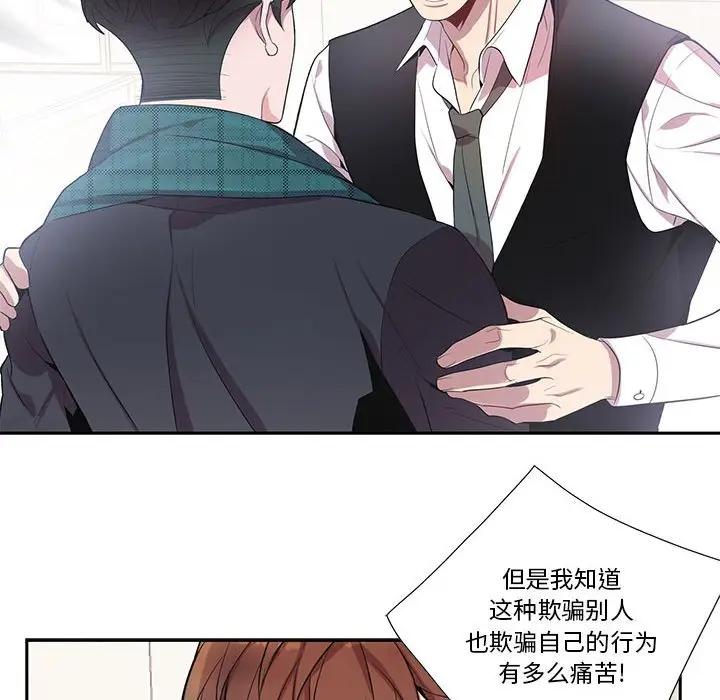 但是我知道
这种欺骗别人
也欺骗自己的行为
有多么痛苦!